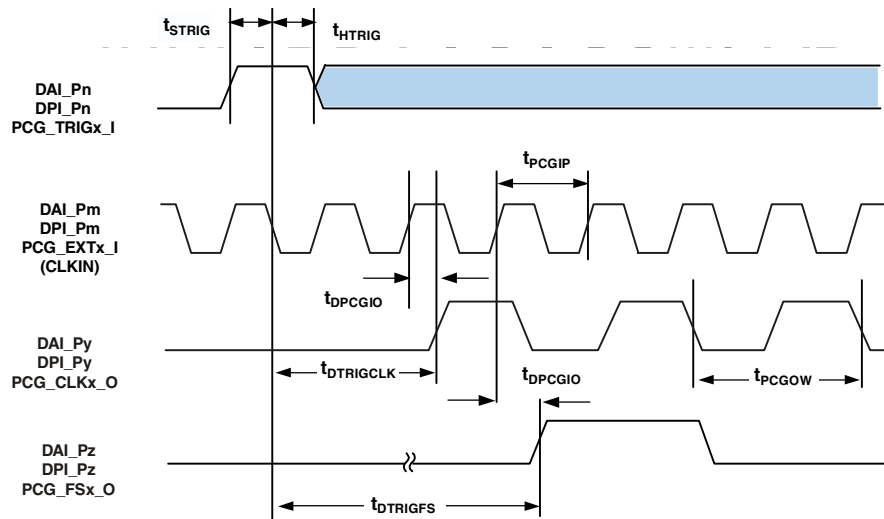 tSTRIG
tHTRIG
DAI_Pn
DPI_Pn
PCG_TRIGx_I
tPCGIP
DAI_Pm
DPI_Pm
PCG_EXTx_I
(CLKIN)
tDPCGIO
DAI_Py
DPI_Py
PCG_CLKx_O
tDTRIGCLK
tDPCGIO
tPCGOW
DAI_Pz
DPI_Pz
PCG_FSx_O
tDTRIGFS